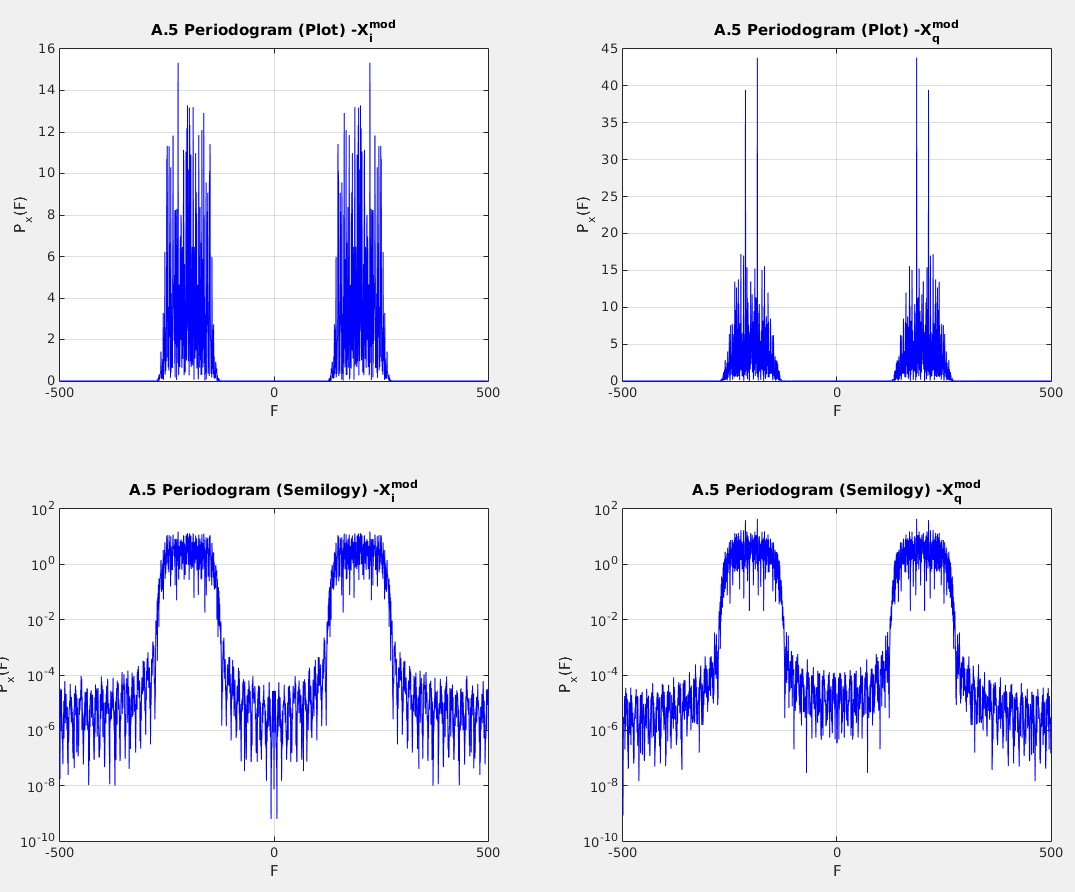 A.5 Periodogram (Plot) -X_i^mod
16
14
12
10
8
6
4
2
0
P_x(F)
-500 0 500
F
A.5 Periodogram (Plot) -X_q^mod
45
40
35
30
25
20
15
10
5
0
P_x(F)
-500 0 500
F
A.5 Periodogram (Semilogy) -X_i^mod
10^2
10^0
10^-2
10^-4
10^-6
10^-8
10^-10
P_x(F)
-500 0 500
F
A.5 Periodogram (Semilogy) -X_q^mod
10^2
10^0
10^-2
10^-4
10^-6
10^-8
10^-10
P_x(F)
-500 0 500
F